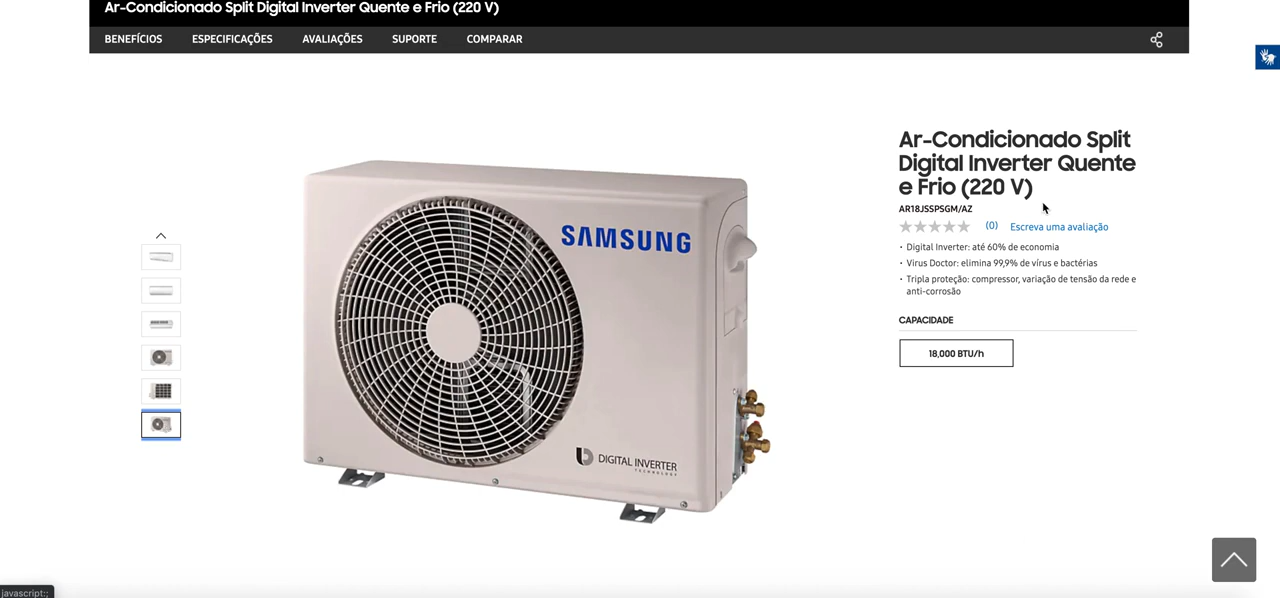 Ar-Condicionado Split Digital Inverter Quente e Frio (220 V)
BENEFÍCIOS ESPECIFICAÇÕES AVALIAÇÕES SUPORTE COMPARAR
Ar-Condicionado Split
Digital Inverter Quente
e Frio (220 V)
AR18JSSPSGM/AZ
(0) Escreva uma avaliação
· Digital Inverter: até 60% de economia
· Virus Doctor: elimina 99,9% de vírus e bactérias
· Tripla proteção: compressor, variação de tensão da rede e
anti-corrosão
CAPACIDADE
18,000 BTU/h
SAMSUNG
DIGITAL INVERTER
TECHNOLOGY
javascript:;